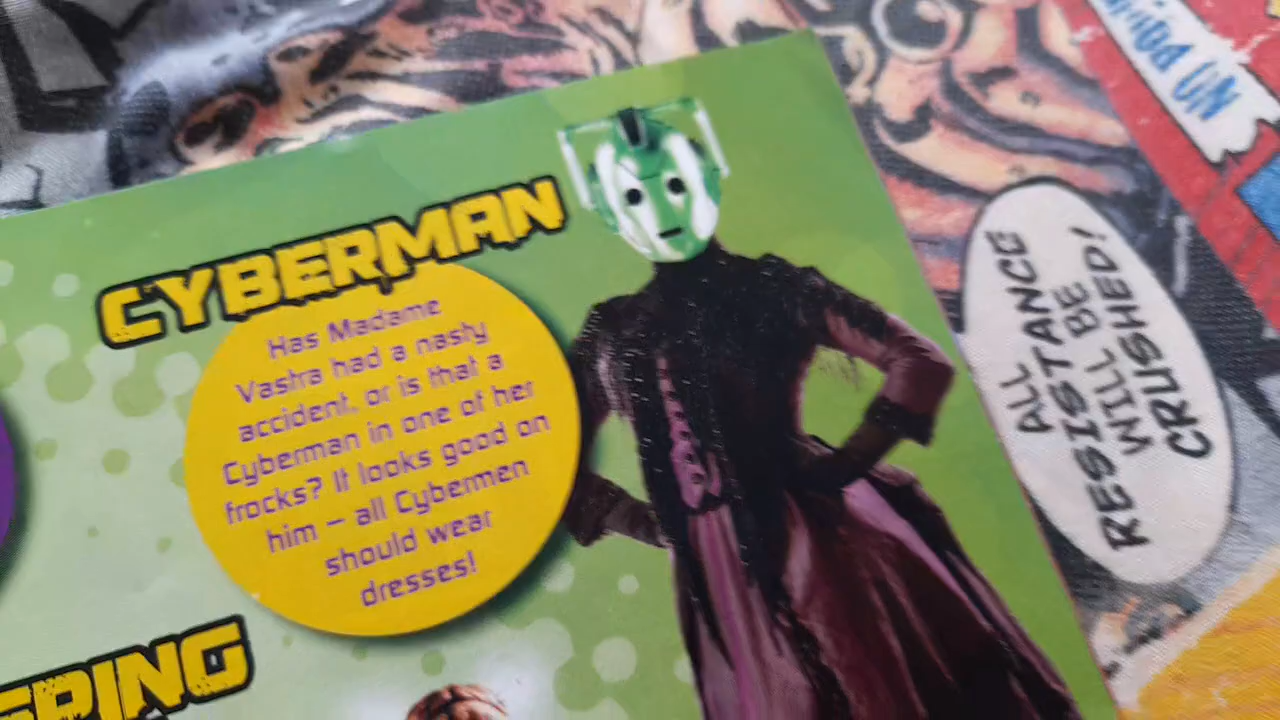 CYBERMAN
Has Madame
Vastra had a nasty
accident, or is that a
Cyberman in one of her
frocks? It looks good on
him – all Cybermen
should wear
dresses!
ALL
RESISTANCE
WILL BE
CRUSHED!